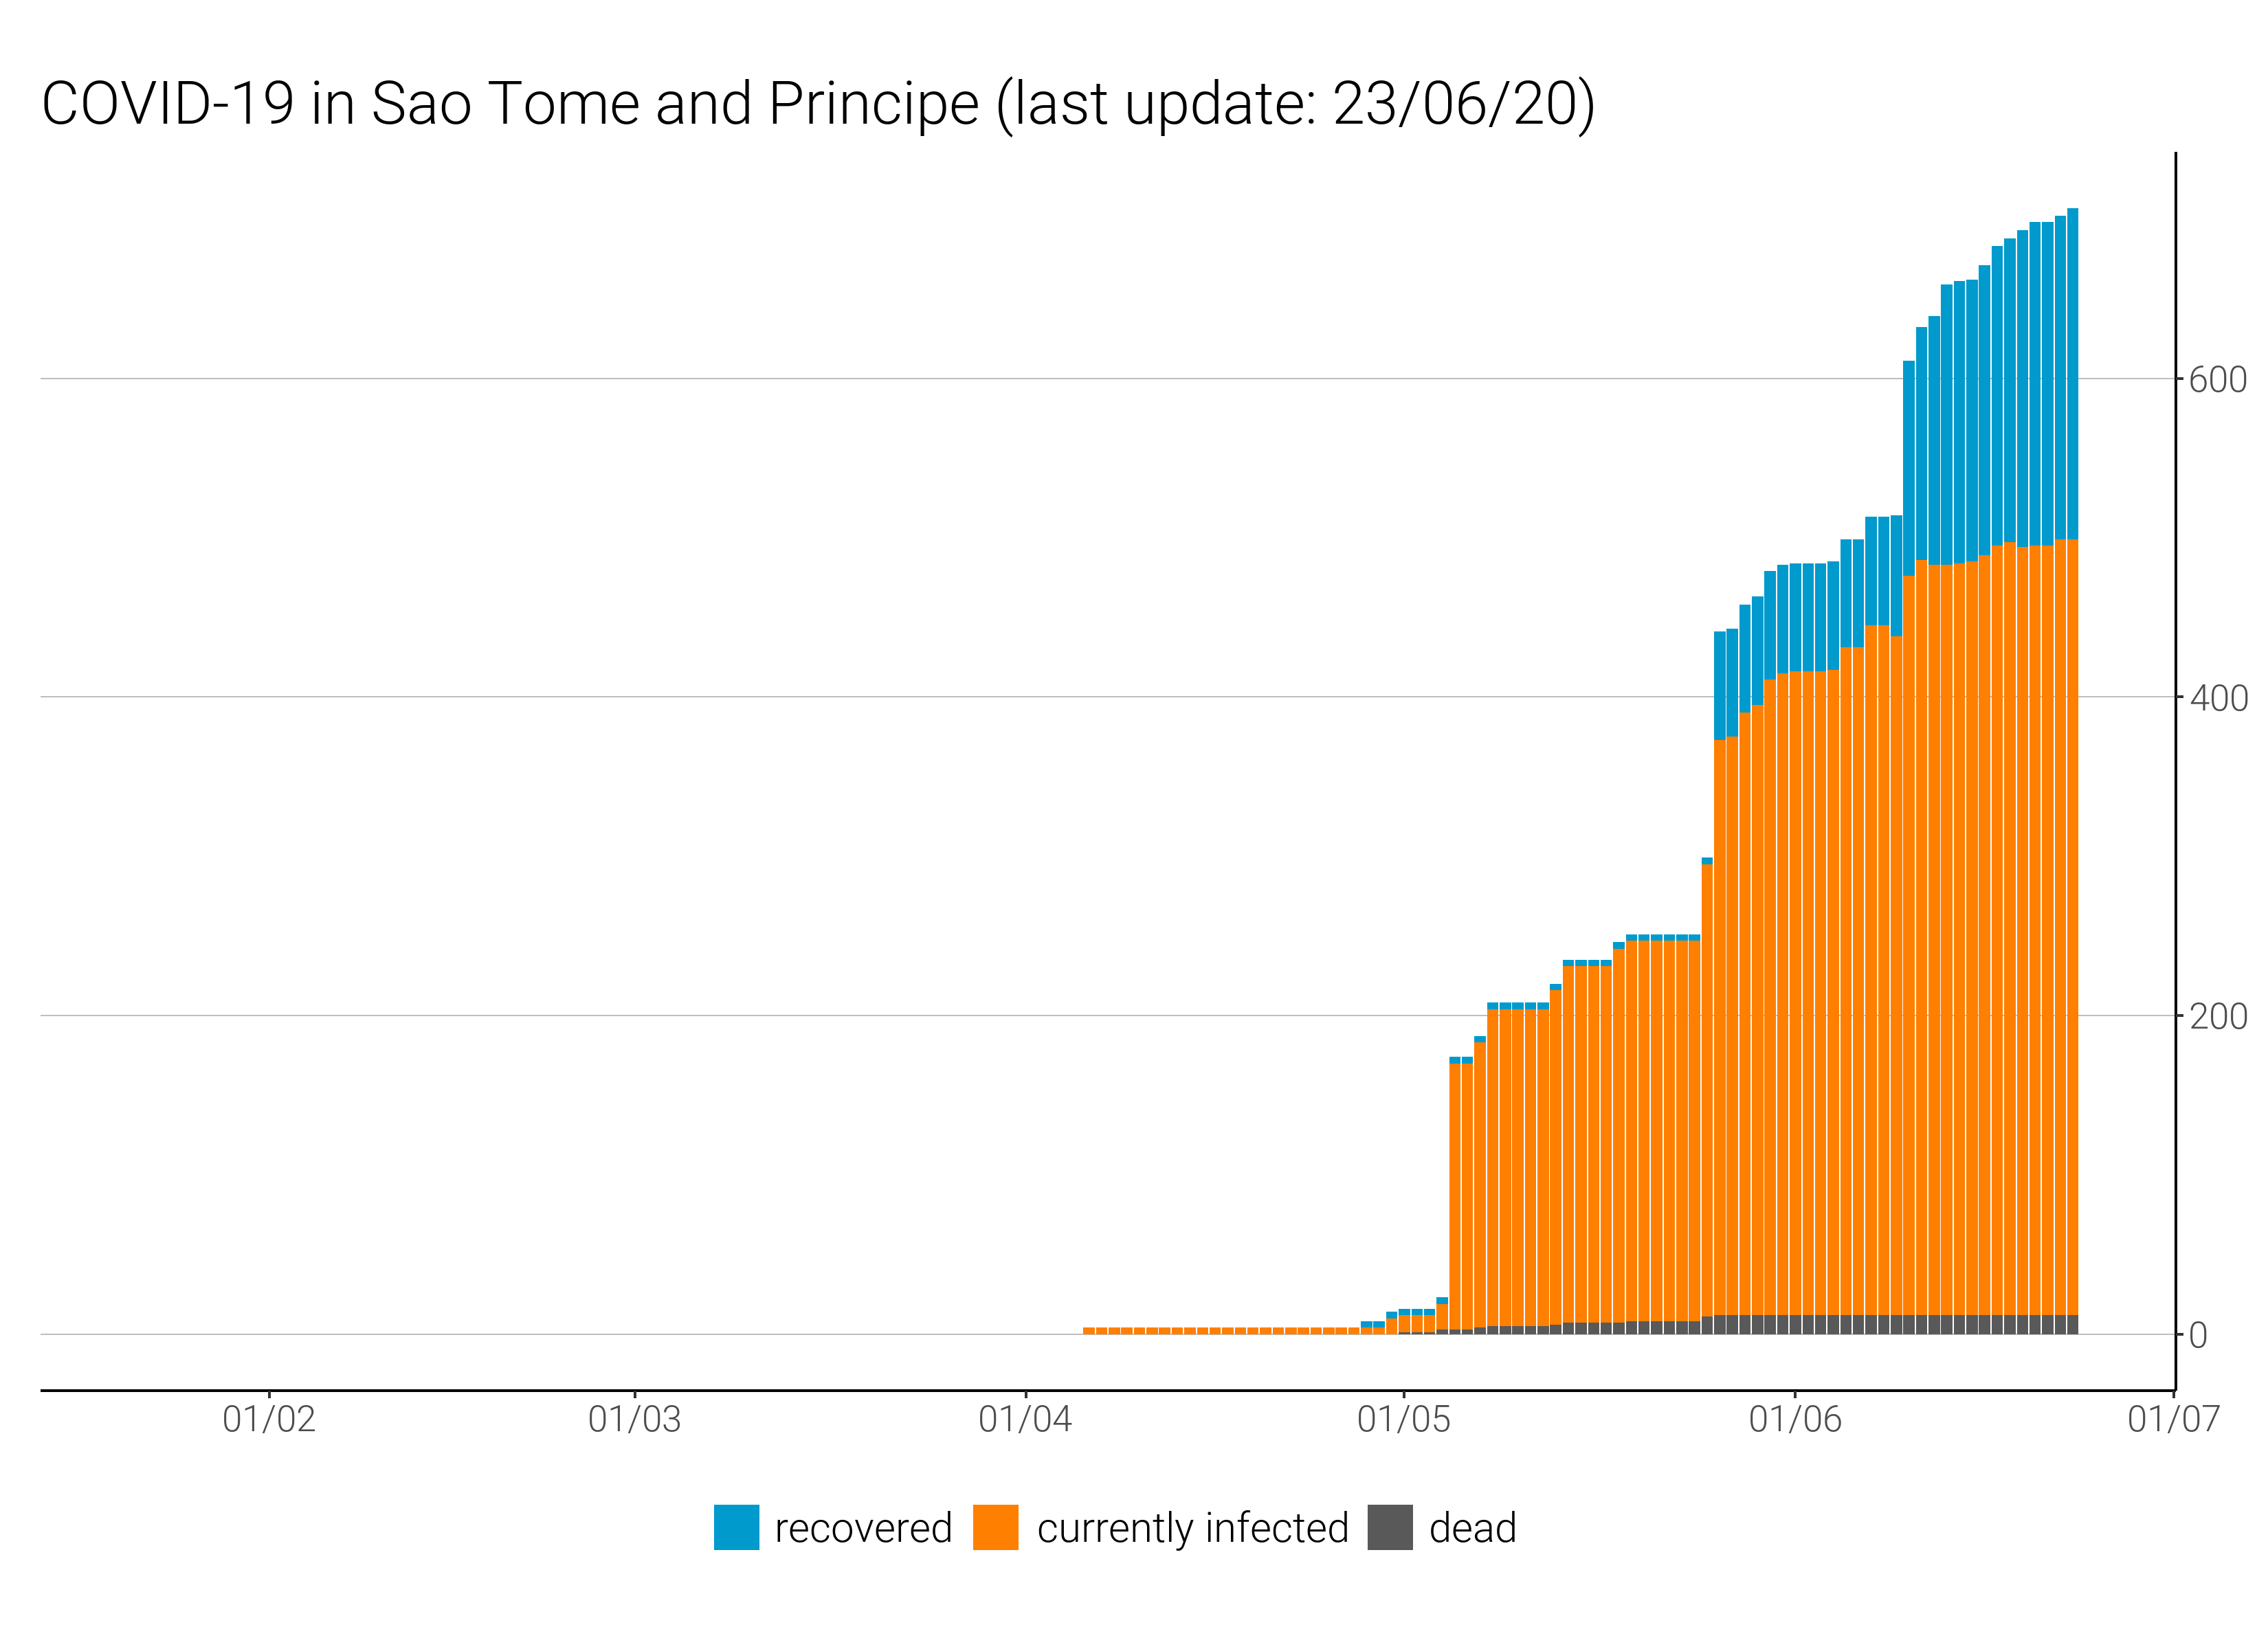 COVID-19 in Sao Tome and Principe (last update: 23/06/20)
600
400
200
0
01/02 01/03 01/04 01/05 01/06 01/07
recovered currently infected dead